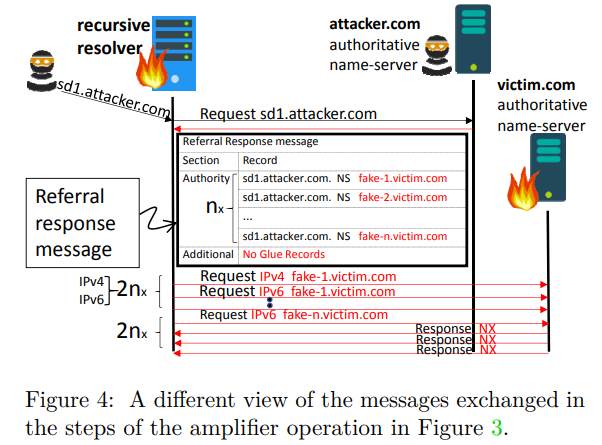 recursive
resolver
attacker.com
authoritative
name-server
victim.com
authoritative
name-server
sd1.attacker.com
Request sd1.attacker.com
Referral Response message
Section Record
Authority sd1.attacker.com. NS fake-1.victim.com
nx
sd1.attacker.com. NS fake-2.victim.com
...
sd1.attacker.com. NS fake-n.victim.com
Additional No Glue Records
Referral
response
message
Request IPv4 fake-1.victim.com
IPv4
IPv6
2nx
Request IPv6 fake-1.victim.com
Request IPv6 fake-n.victim.com
2nx
Response NX
Response NX
Response NX
Figure 4: A different view of the messages exchanged in
the steps of the amplifier operation in Figure 3.